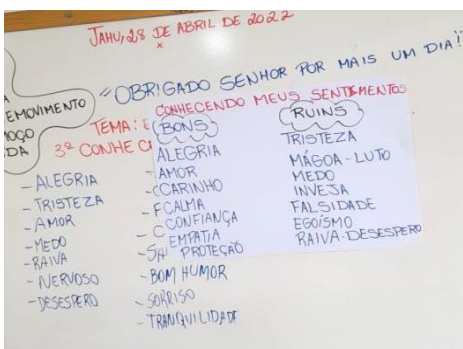 JAHU, 28 DE ABRIL DE 2022
"OBRIGADO SENHOR POR MAIS UM DIA!"
EMOVIMENTO
DA
TEMA: E
3ª CONHE
- ALEGRIA
- TRISTEZA
- AMOR
- MEDO
- RAIVA
- NERVOSO
- DESESPERO
CONHECENDO MEUS SENTIMENTOS
BONS
ALEGRIA
AMOR
CARINHO
CALMA
CONFIANÇA
EMPATIA
PROTEÇÃO
RUINS
TRISTEZA
MÁGOA - LUTO
MEDO
INVEJA
FALSIDADE
EGOÍSMO
RAIVA - DESESPERO
- BOM HUMOR
- SORRISO
- TRANQUILIDADE